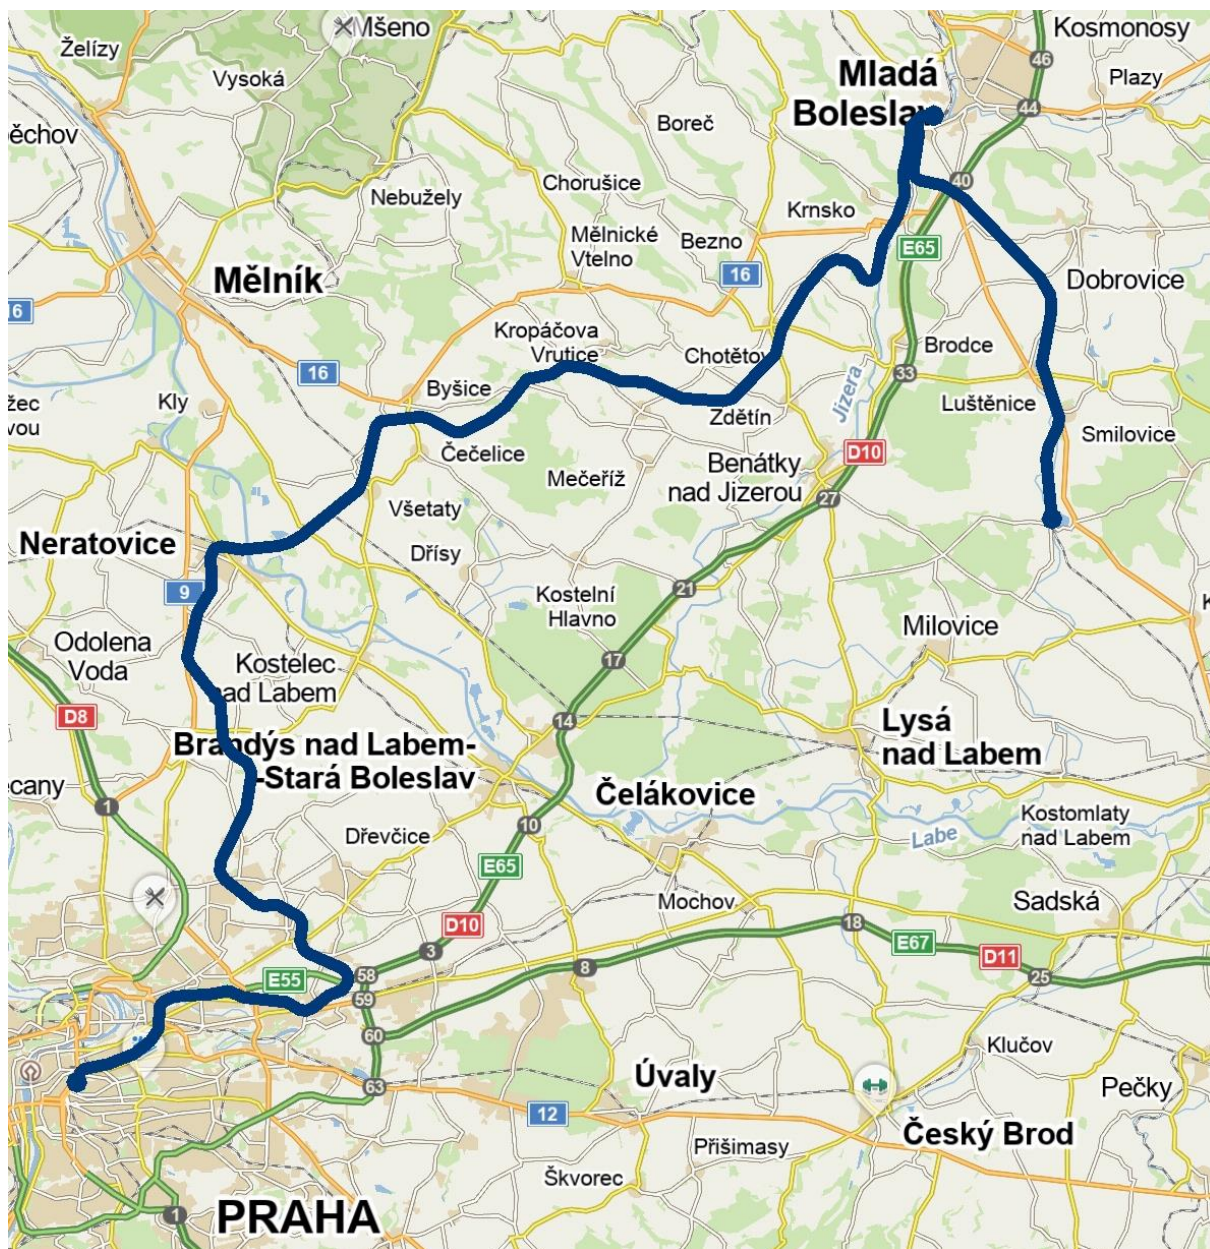 Mšeno
Želízy
Vysoká
Kosmonosy
46
Plazy
Mladá
Boleslav
44
ěchov
Boreč
Nebužely
Chorušice
40
Krnsko
Mělnické
Vtelno
Bezno
E65
16
Mělník
Dobrovice
16
Kropáčova
Vrutice
Chotětov
Brodce
16
33
Byšice
Jizera
Luštěnice
žec
vou
Kly
Zdětín
Smilovice
Čečelice
D10
Mečeříž
Benátky
nad Jizerou
27
Všetaty
Neratovice
Dřísy
9
21
Kostelní
Hlavno
Milovice
Odolena
Voda
Kostelec
nad Labem
17
D8
14
Lysá
nad Labem
Brandýs nad Labem-
-Stará Boleslav
ecany
1
Čelákovice
10
Dřevčice
Labe
Kostomlaty
nad Labem
E65
Mochov
Sadská
D10
3
18
E67
D11
E55
58
8
25
59
60
Klučov
63
Úvaly
Pečky
12
Český Brod
Přišimasy
Škvorec
1
PRAHA